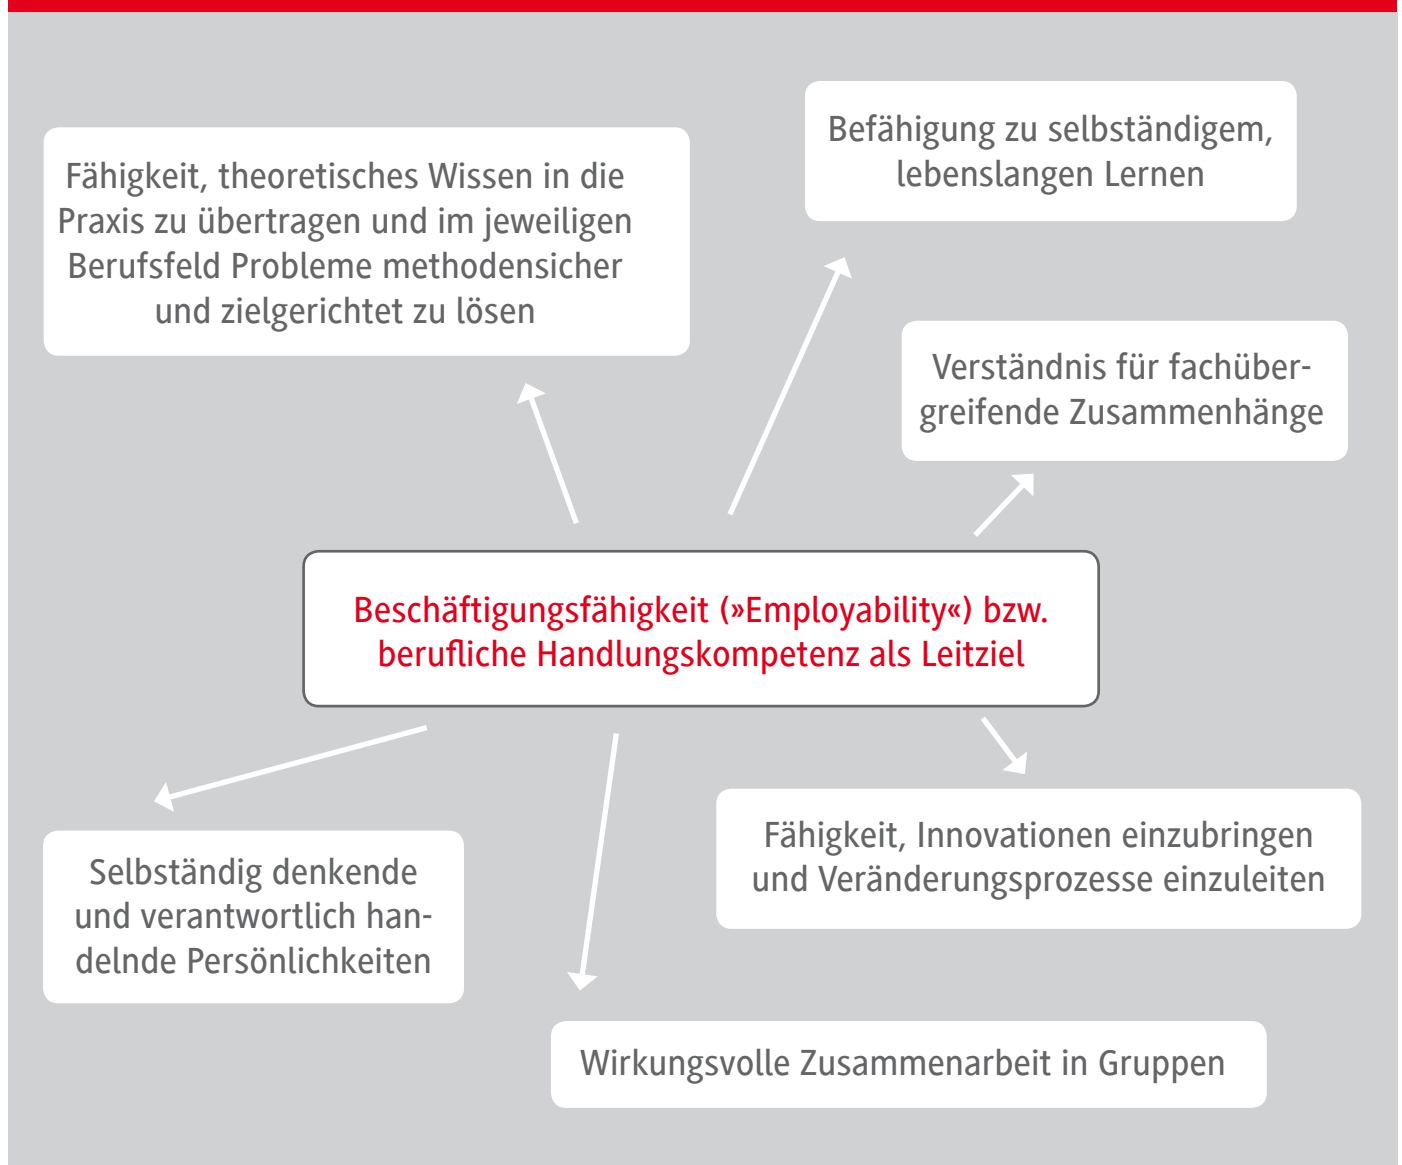 Befähigung zu selbständigem,
lebenslangen Lernen
Fähigkeit, theoretisches Wissen in die
Praxis zu übertragen und im jeweiligen
Berufsfeld Probleme methodensicher
und zielgerichtet zu lösen
Verständnis für fachüber-
greifende Zusammenhänge
Beschäftigungsfähigkeit (»Employability«) bzw.
berufliche Handlungskompetenz als Leitziel
Fähigkeit, Innovationen einzubringen
und Veränderungsprozesse einzuleiten
Selbständig denkende
und verantwortlich han-
delnde Persönlichkeiten
Wirkungsvolle Zusammenarbeit in Gruppen